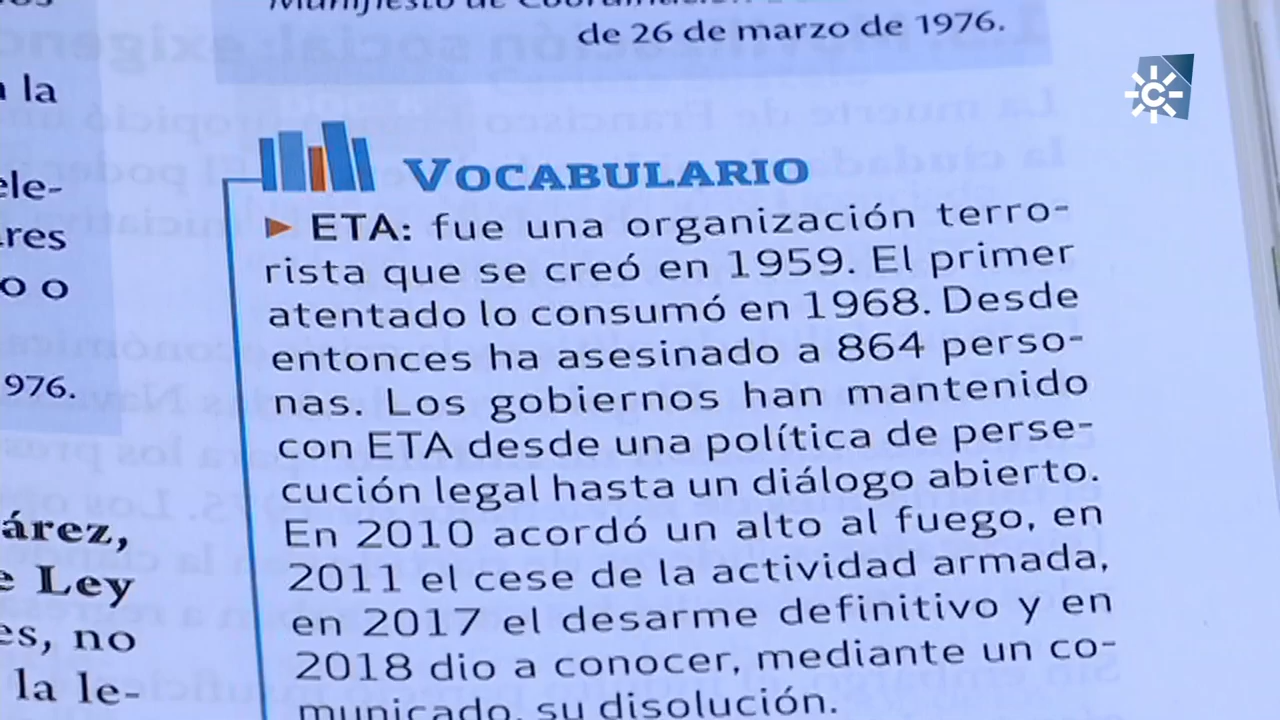 de 26 de marzo de 1976.
la
ele-
res
o o
976.
árez,
Ley
es, no
la le-
VOCABULARIO
ETA: fue una organización terro-
rista que se creó en 1959. El primer
atentado lo consumó en 1968. Desde
entonces ha asesinado a 864 perso-
nas. Los gobiernos han mantenido
con ETA desde una política de perse-
cución legal hasta un diálogo abierto.
En 2010 acordó un alto al fuego, en
2011 el cese de la actividad armada,
en 2017 el desarme definitivo y en
2018 dio a conocer, mediante un co-
municado, su disolución.